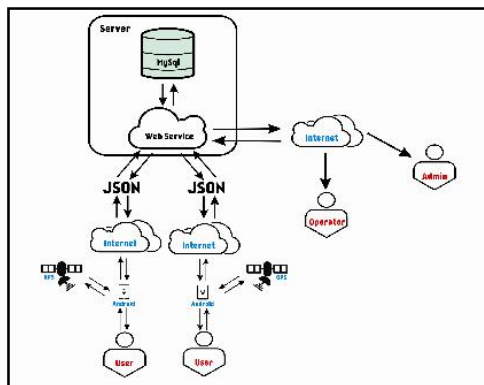 Server
MySql
Web Service
Internet
Admin
Operator
JSON
JSON
Internet
Internet
GPS
Android
Android
GPS
User
User